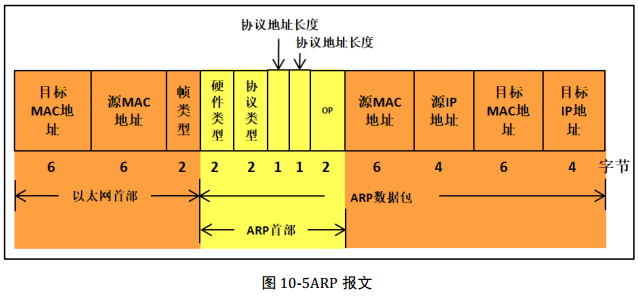 协议地址长度
协议地址长度
目标
MAC地
址
源MAC
地址
帧
类
型
硬
件
类
型
协
议
类
型
OP
源MAC
地址
源IP
地址
目标
MAC地
址
目标
IP地
址
6 6 2 2 2 1 1 2 6 4 6 4 字节
以太网首部
ARP数据包
ARP首部
图 10-5ARP 报文